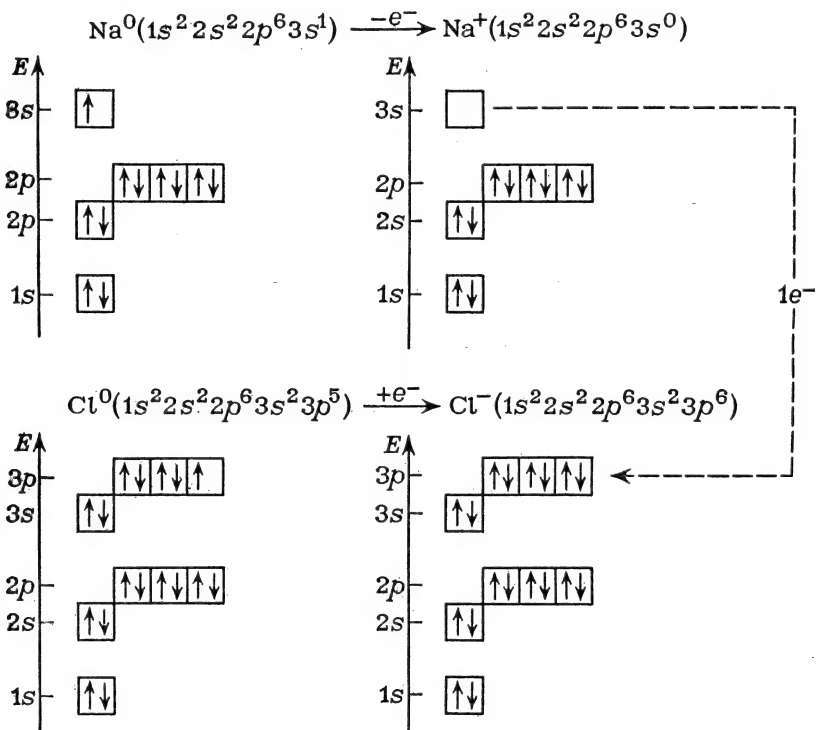 Na⁰(1s²2s²2p⁶3s¹) —−e⁻→ Na⁺(1s²2s²2p⁶3s⁰)
E E
3s ↑ 3s
2p ↑↓ ↑↓ ↑↓ 2p ↑↓ ↑↓ ↑↓
2p ↑↓ 2s ↑↓
1s ↑↓ 1s ↑↓ 1e⁻
Cl⁰(1s²2s²2p⁶3s²3p⁵) —+e⁻→ Cl⁻(1s²2s²2p⁶3s²3p⁶)
E E
3p ↑↓ ↑↓ ↑ 3p ↑↓ ↑↓ ↑↓
3s ↑↓ 3s ↑↓
2p ↑↓ ↑↓ ↑↓ 2p ↑↓ ↑↓ ↑↓
2s ↑↓ 2s ↑↓
1s ↑↓ 1s ↑↓